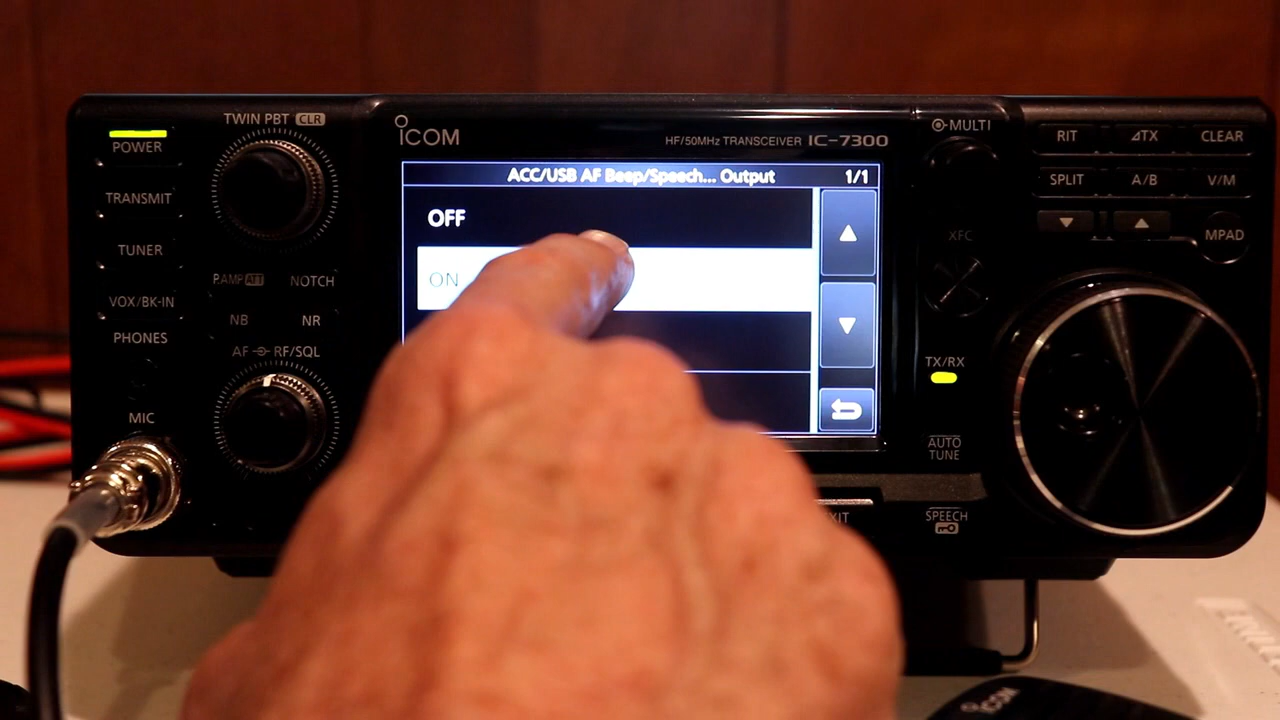 POWER
TRANSMIT
TUNER
VOX/BK-IN
PHONES
MIC
TWIN PBT CLR
P.AMP ATT NOTCH
NB NR
AF RF/SQL
ICOM
HF/50MHz TRANSCEIVER IC-7300
ACC/USB AF Beep/Speech... Output 1/1
OFF
ON
XIT
MULTI
XFC
TX/RX
AUTO
TUNE
SPEECH
RIT ⊿TX CLEAR
SPLIT A/B V/M
MPAD
ICOM